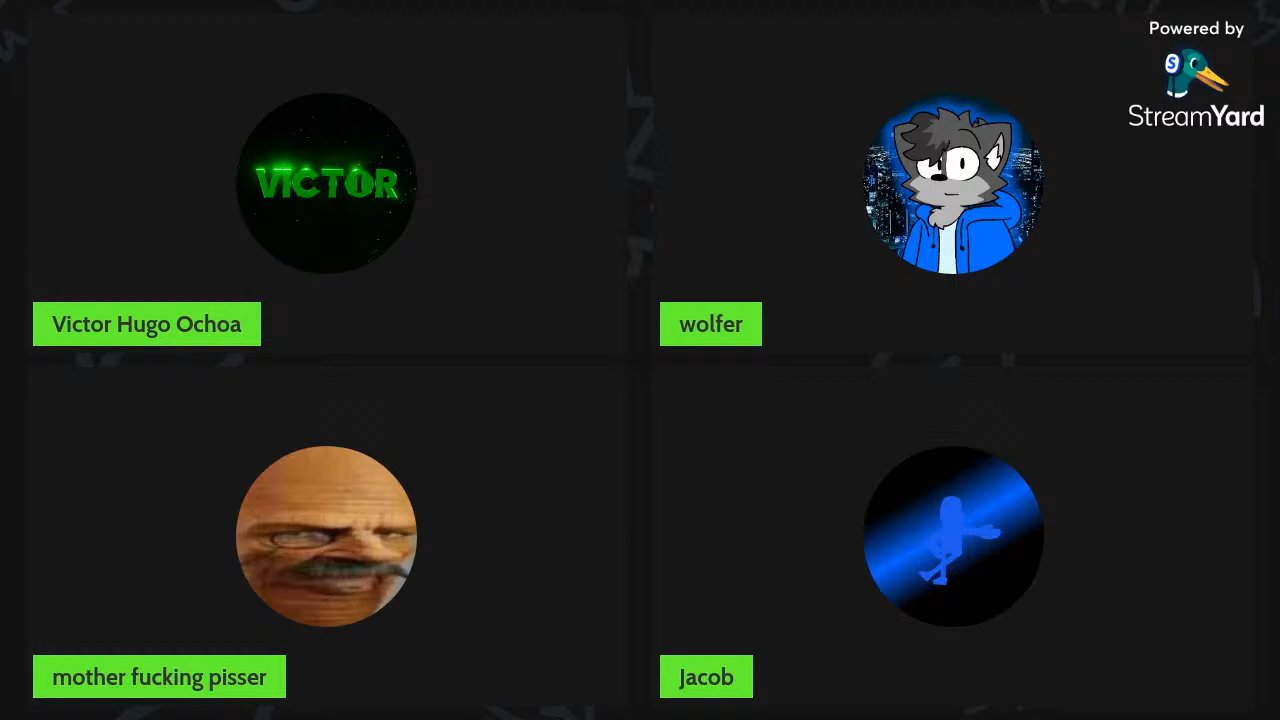 Powered by
S
StreamYard
VICTOR
Victor Hugo Ochoa
wolfer
mother fucking pisser
Jacob